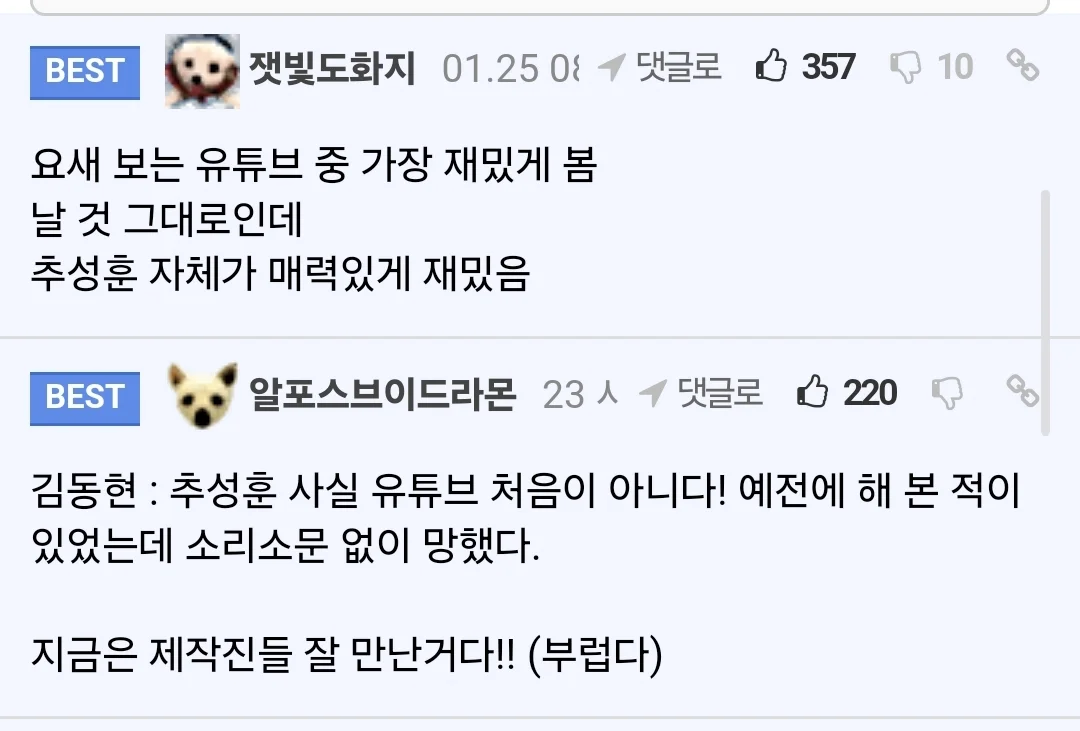 BEST 잿빛도화지 01.25 08 댓글로 357 10
요새 보는 유튜브 중 가장 재밌게 봄
날 것 그대로인데
추성훈 자체가 매력있게 재밌음
BEST 알포스브이드라몬 23 시 댓글로 220
김동현 : 추성훈 사실 유튜브 처음이 아니다! 예전에 해 본 적이
있었는데 소리소문 없이 망했다.
지금은 제작진들 잘 만난거다!! (부럽다)